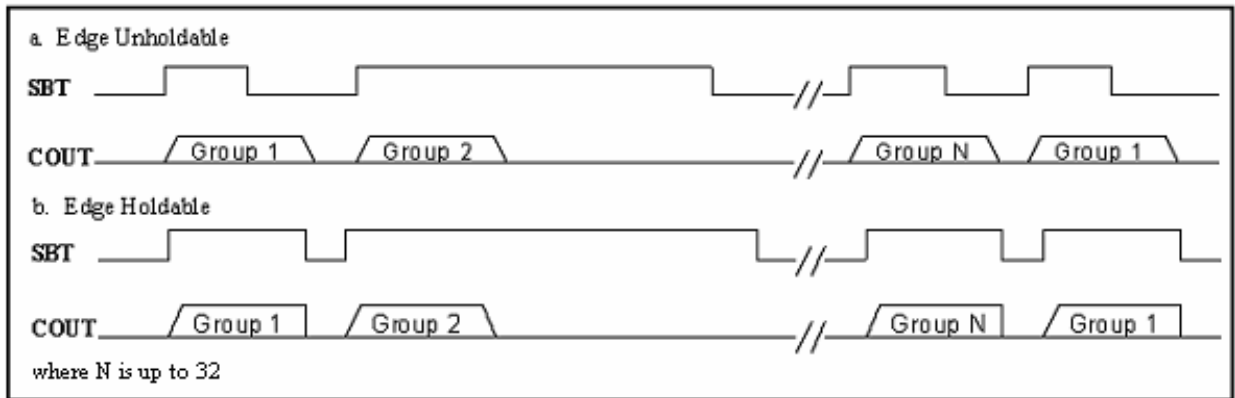 a. Edge Unholdable
SBT
COUT Group 1 Group 2 Group N Group 1
b. Edge Holdable
SBT
COUT Group 1 Group 2 Group N Group 1
where N is up to 32